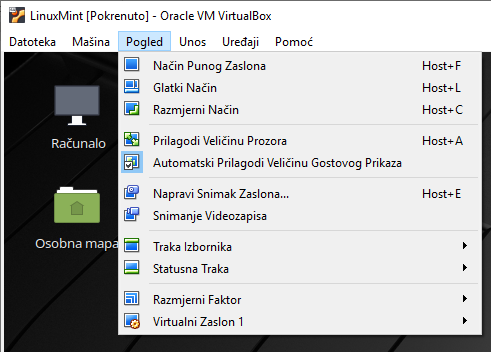 LinuxMint [Pokrenuto] - Oracle VM VirtualBox
Datoteka Mašina Pogled Unos Uređaji Pomoć
Način Punog Zaslona Host+F
Glatki Način Host+L
Razmjerni Način Host+C
Prilagodi Veličinu Prozora Host+A
Automatski Prilagodi Veličinu Gostovog Prikaza
Napravi Snimak Zaslona... Host+E
Snimanje Videozapisa
Traka Izbornika
Statusna Traka
Razmjerni Faktor
Virtualni Zaslon 1
Računalo
Osobna mapa